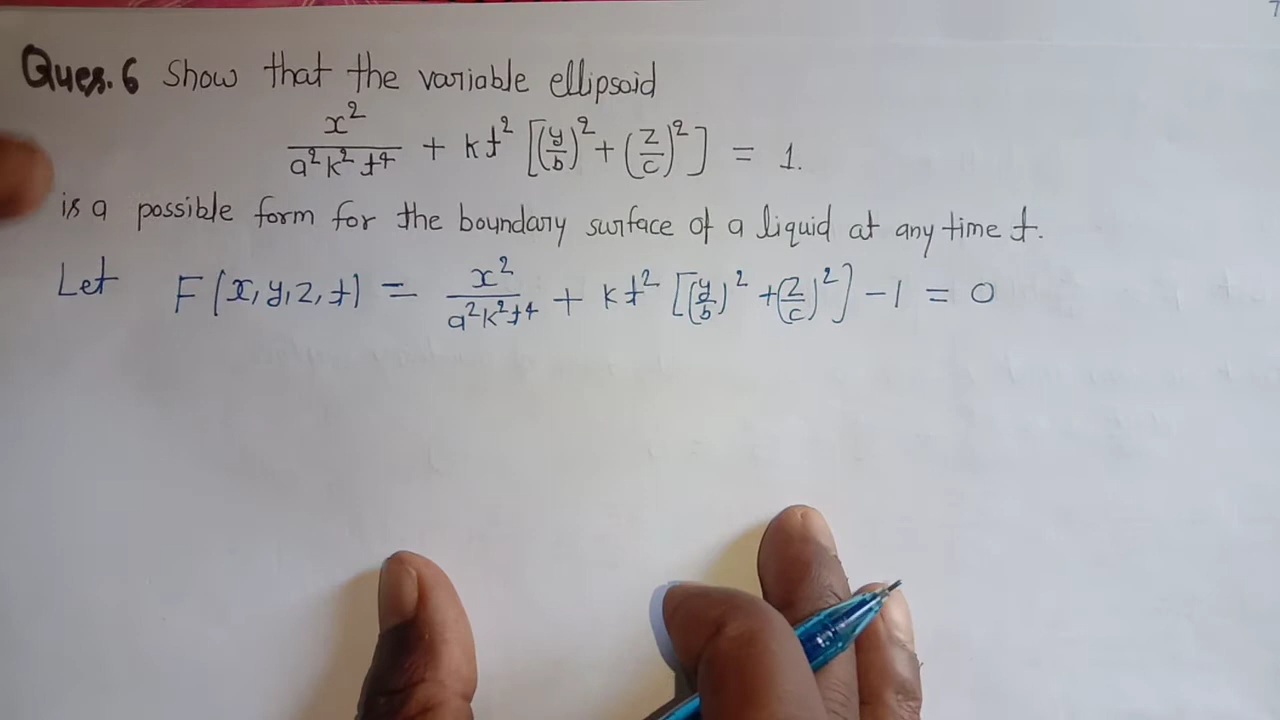 7
Ques. 6 Show that the variable ellipsoid
x²/(a²k²t⁴) + kt² [(y/b)² + (z/c)²] = 1.
is a possible form for the boundary surface of a liquid at any time t.
Let F(x, y, z, t) = x²/(a²k²t⁴) + kt² [(y/b)² + (z/c)²] - 1 = 0